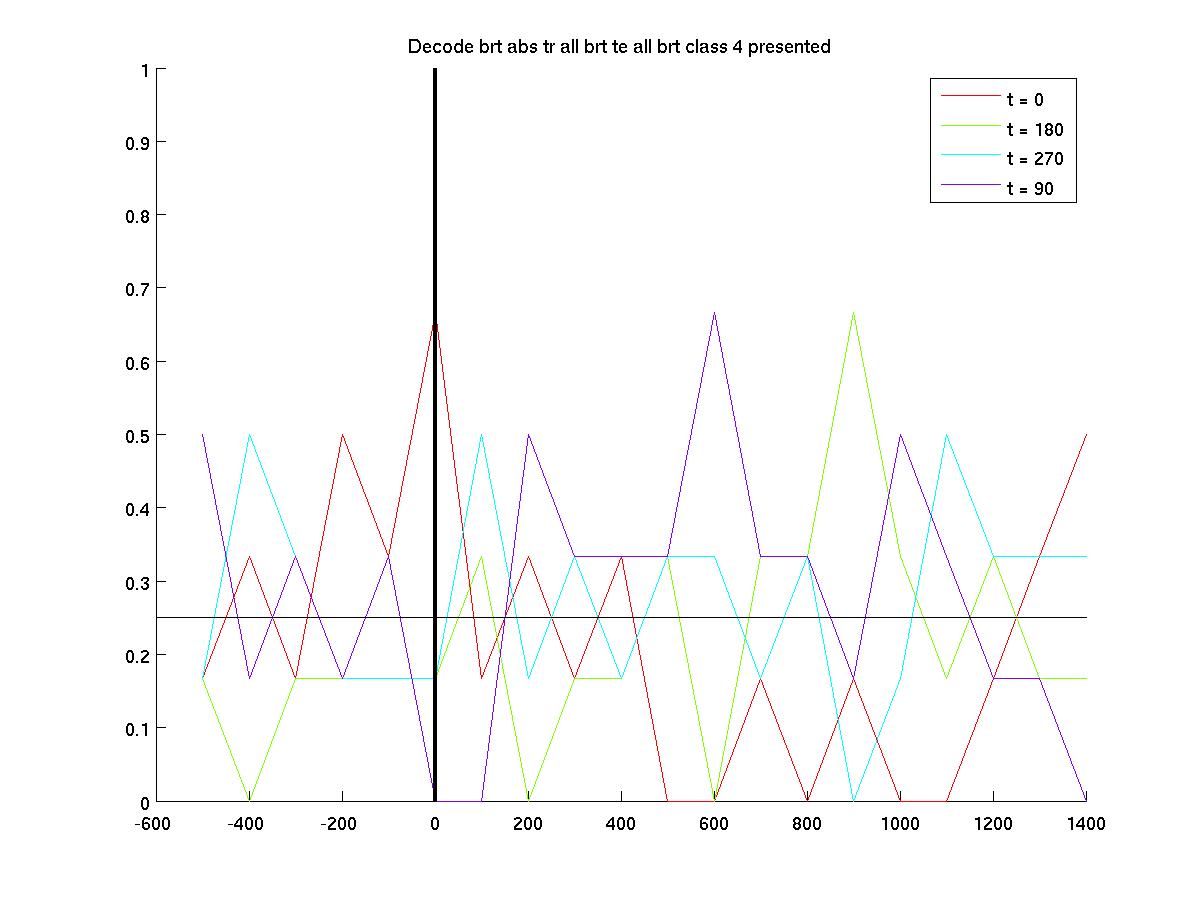 Decode brt abs tr all brt te all brt class 4 presented
t = 0
t = 180
t = 270
t = 90
1
0.9
0.8
0.7
0.6
0.5
0.4
0.3
0.2
0.1
0
-600 -400 -200 0 200 400 600 800 1000 1200 1400